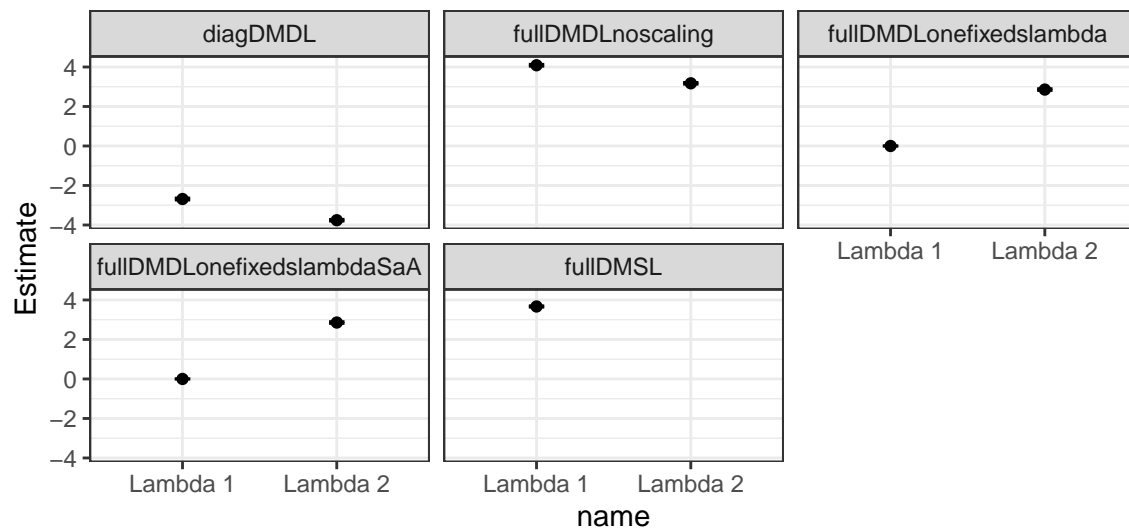 diagDMDL
fullDMDLnoscaling
fullDMDLonefixedslambda
4
2
0
−2
−4
Lambda 1
Lambda 2
fullDMDLonefixedslambdaSaA
fullDMSL
4
2
0
−2
−4
Lambda 1
Lambda 2
Lambda 1
Lambda 2
Estimate
name